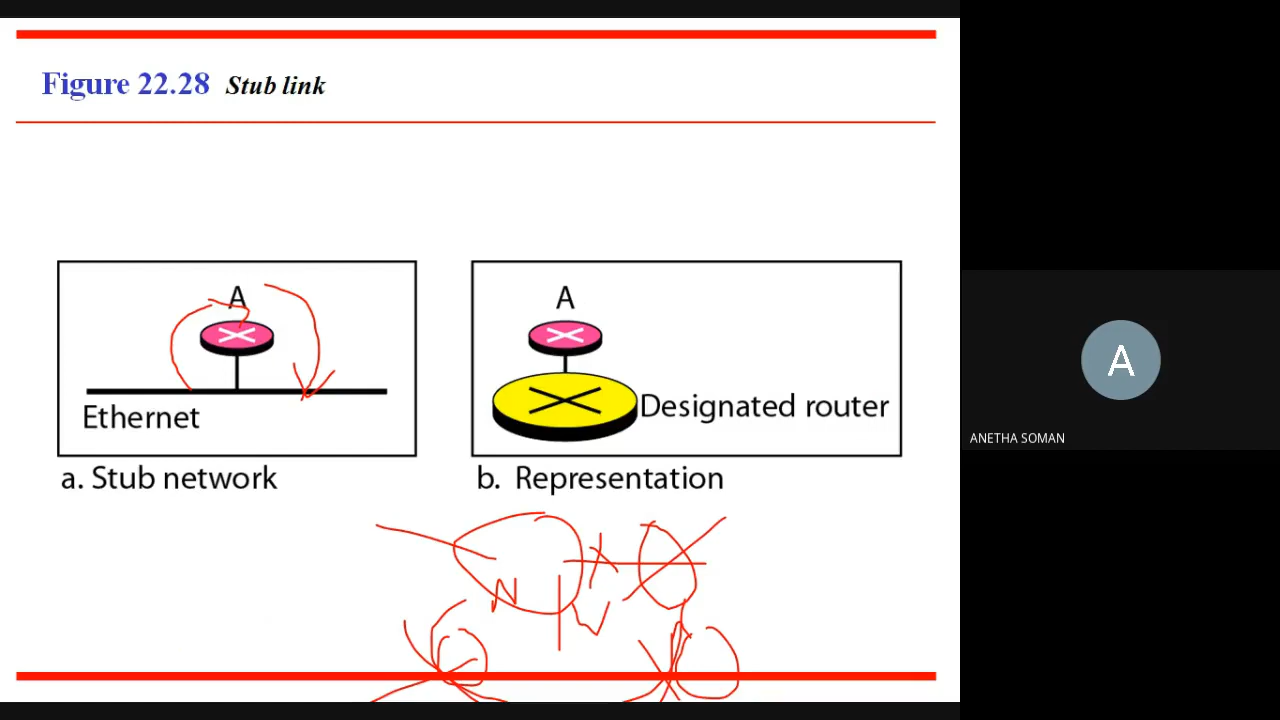 Figure 22.28 Stub link
A
Ethernet
a. Stub network
A
Designated router
b. Representation
N
A
ANETHA SOMAN